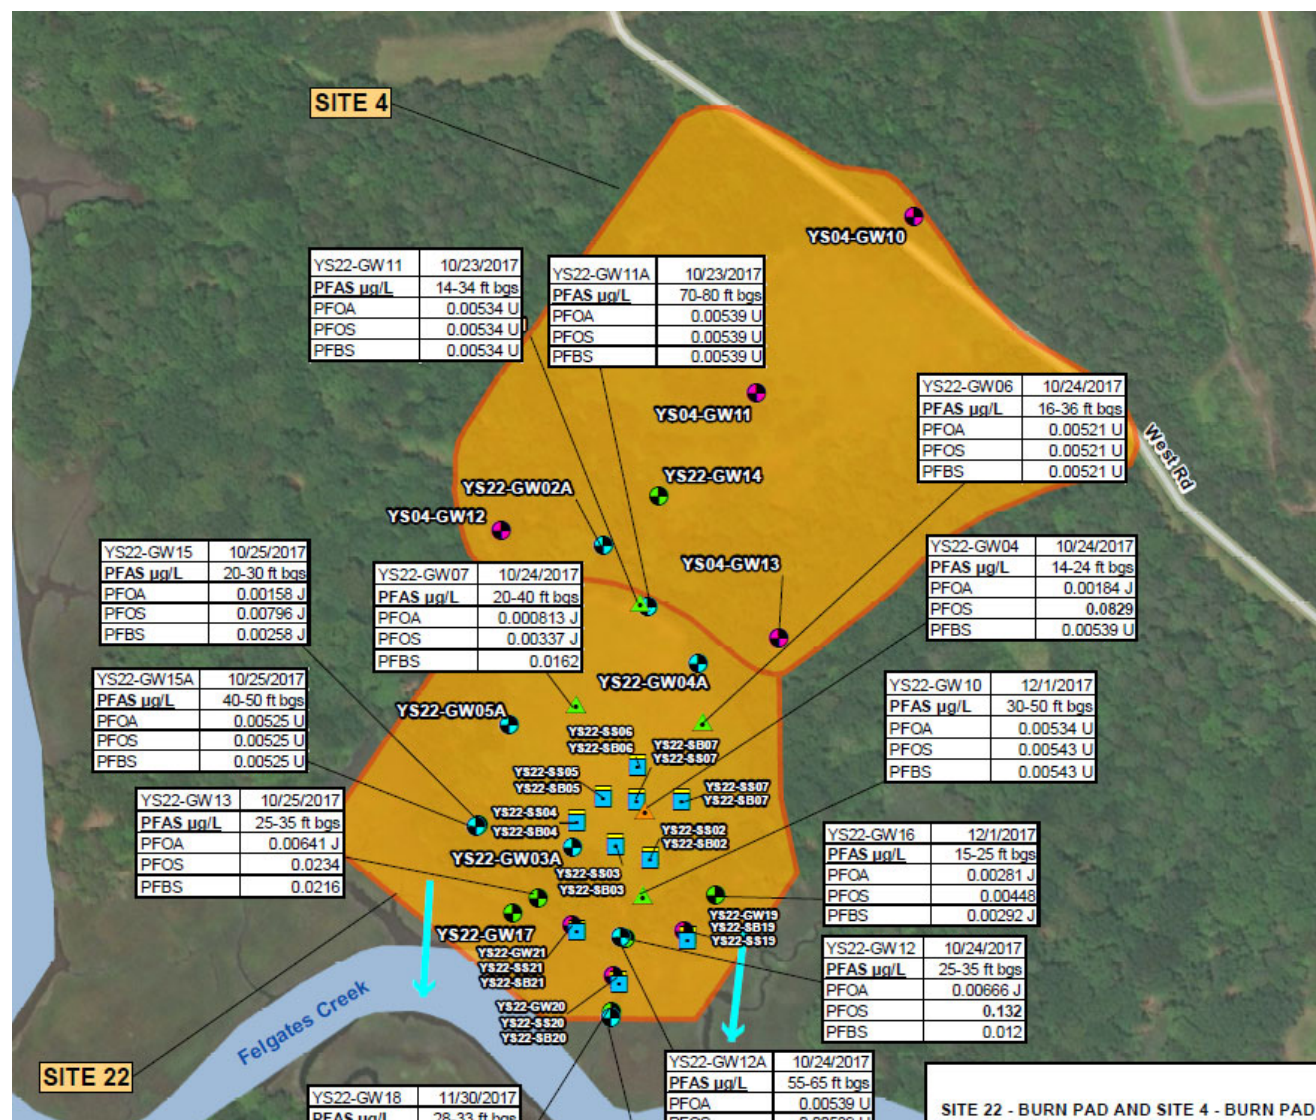 SITE 4
YS04-GW10
YS22-GW11 10/23/2017
PFAS µg/L 14-34 ft bgs
PFOA 0.00534 U
PFOS 0.00534 U
PFBS 0.00534 U
YS22-GW11A 10/23/2017
PFAS µg/L 70-80 ft bgs
PFOA 0.00539 U
PFOS 0.00539 U
PFBS 0.00539 U
YS04-GW11
YS22-GW06 10/24/2017
PFAS µg/L 16-36 ft bgs
PFOA 0.00521 U
PFOS 0.00521 U
PFBS 0.00521 U
West Rd
YS22-GW14
YS22-GW02A
YS04-GW12
YS04-GW13
YS22-GW15 10/25/2017
PFAS µg/L 20-30 ft bgs
PFOA 0.00158 J
PFOS 0.00796 J
PFBS 0.00258 J
YS22-GW07 10/24/2017
PFAS µg/L 20-40 ft bgs
PFOA 0.000813 J
PFOS 0.00337 J
PFBS 0.0162
YS22-GW04 10/24/2017
PFAS µg/L 14-24 ft bgs
PFOA 0.00184 J
PFOS 0.0829
PFBS 0.00539 U
YS22-GW04A
YS22-GW15A 10/25/2017
PFAS µg/L 40-50 ft bgs
PFOA 0.00525 U
PFOS 0.00525 U
PFBS 0.00525 U
YS22-GW05A
YS22-GW10 12/1/2017
PFAS µg/L 30-50 ft bgs
PFOA 0.00534 U
PFOS 0.00543 U
PFBS 0.00543 U
YS22-SS06
YS22-SB06
YS22-SB07
YS22-SS07
YS22-SS05
YS22-SB05
YS22-SS07
YS22-SB07
YS22-SS04
YS22-SB04
YS22-SS02
YS22-SB02
YS22-GW03A
YS22-SS03
YS22-SB03
YS22-GW13 10/25/2017
PFAS µg/L 25-35 ft bgs
PFOA 0.00641 J
PFOS 0.0234
PFBS 0.0216
YS22-GW16 12/1/2017
PFAS µg/L 15-25 ft bgs
PFOA 0.00281 J
PFOS 0.00448
PFBS 0.00292 J
YS22-GW17
YS22-GW19
YS22-SB19
YS22-SS19
YS22-GW21
YS22-SS21
YS22-SB21
YS22-GW12 10/24/2017
PFAS µg/L 25-35 ft bgs
PFOA 0.00666 J
PFOS 0.132
PFBS 0.012
YS22-GW20
YS22-SS20
YS22-SB20
Felgates Creek
SITE 22
YS22-GW18 11/30/2017
PFAS µg/L 28-33 ft bgs
YS22-GW12A 10/24/2017
PFAS µg/L 55-65 ft bgs
PFOA 0.00539 U
PFOS 0.00539 U
SITE 22 - BURN PAD AND SITE 4 - BURN PAD